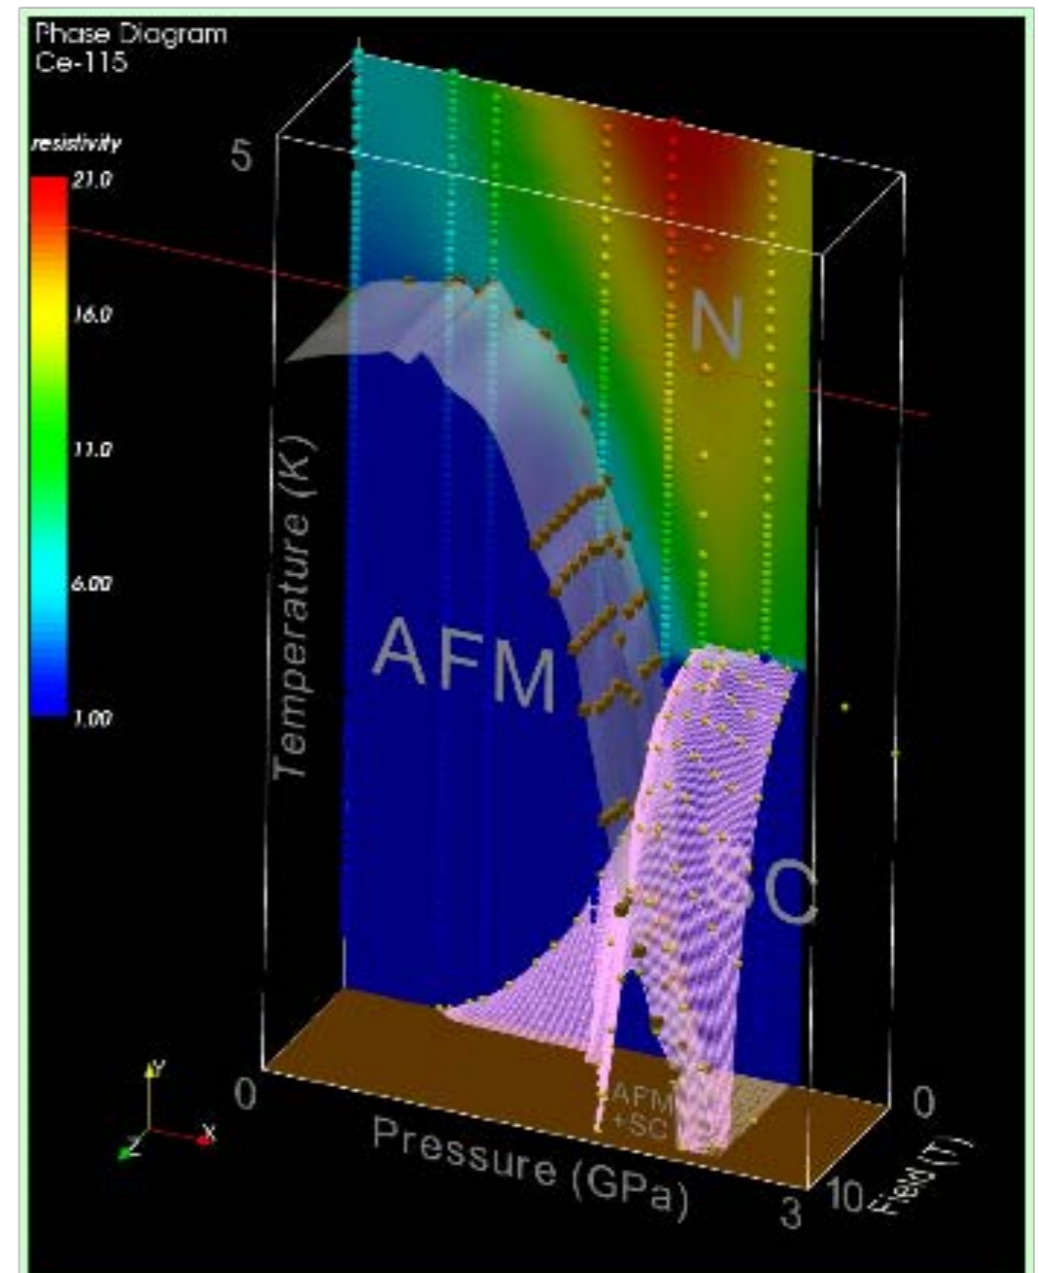 Phase Diagram
Ce-115
resistivity
21.0
16.0
11.0
6.00
1.00
5
N
Temperature (K)
AFM
SC
AFM
+SC
0
Pressure (GPa)
3
10
0
Field (T)
Y
X
Z